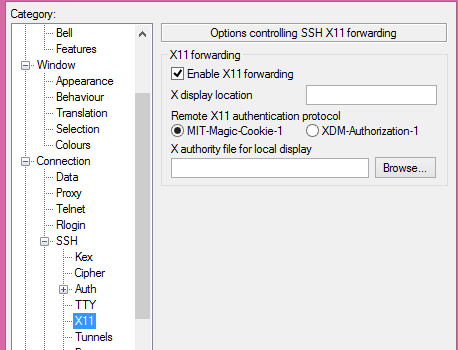 Category:
Bell
Features
Window
Appearance
Behaviour
Translation
Selection
Colours
Connection
Data
Proxy
Telnet
Rlogin
SSH
Kex
Cipher
Auth
TTY
X11
Tunnels
Options controlling SSH X11 forwarding
X11 forwarding
Enable X11 forwarding
X display location
Remote X11 authentication protocol
MIT-Magic-Cookie-1 XDM-Authorization-1
X authority file for local display
Browse...